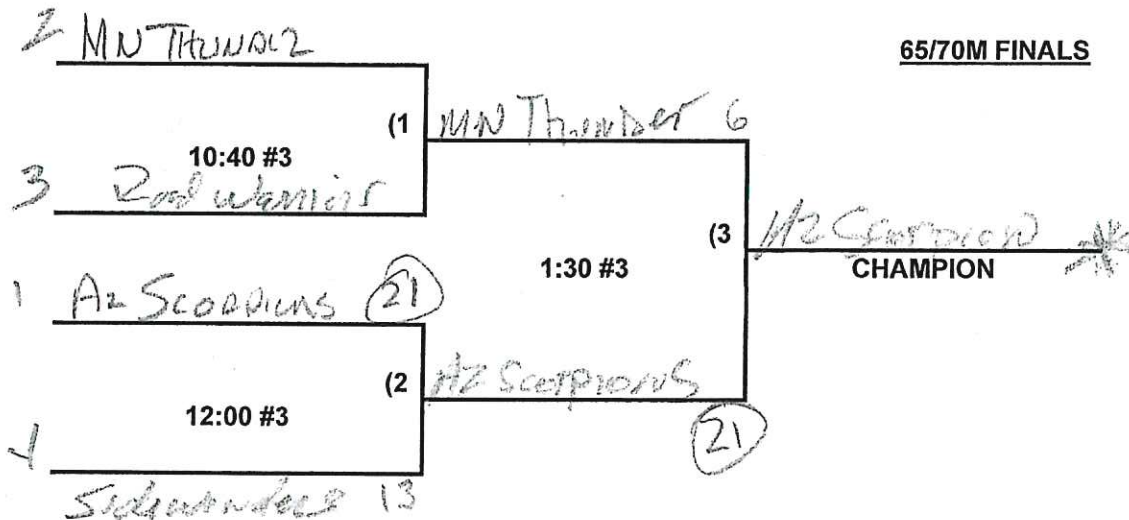 65/70M FINALS
2 MN THUNDER
(1 MN Thunder 6
10:40 #3
3 Road Warriors
(3 AZ Scorpion
1:30 #3
CHAMPION
1 Az Scorpions 21
(2 AZ Scorpions
12:00 #3
21
4
Sidewinders 13